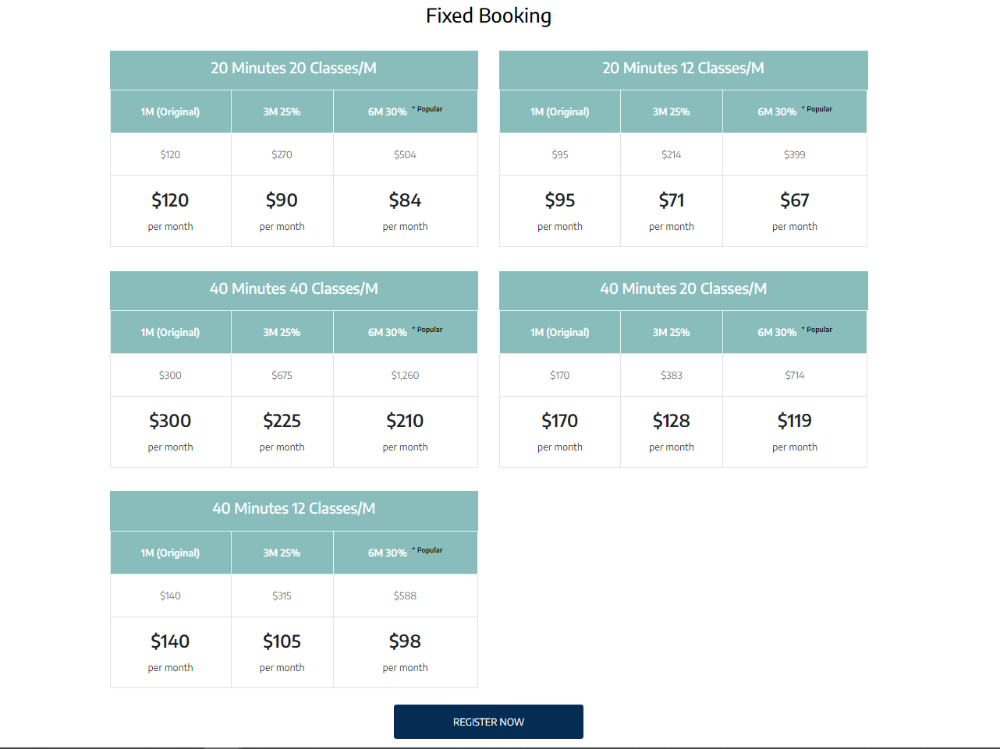 Fixed Booking
20 Minutes 20 Classes/M
1M (Original) 3M 25% 6M 30% * Popular
$120 $270 $504
$120 $90 $84
per month per month per month
20 Minutes 12 Classes/M
1M (Original) 3M 25% 6M 30% * Popular
$95 $214 $399
$95 $71 $67
per month per month per month
40 Minutes 40 Classes/M
1M (Original) 3M 25% 6M 30% * Popular
$300 $675 $1,260
$300 $225 $210
per month per month per month
40 Minutes 20 Classes/M
1M (Original) 3M 25% 6M 30% * Popular
$170 $383 $714
$170 $128 $119
per month per month per month
40 Minutes 12 Classes/M
1M (Original) 3M 25% 6M 30% * Popular
$140 $315 $588
$140 $105 $98
per month per month per month
REGISTER NOW